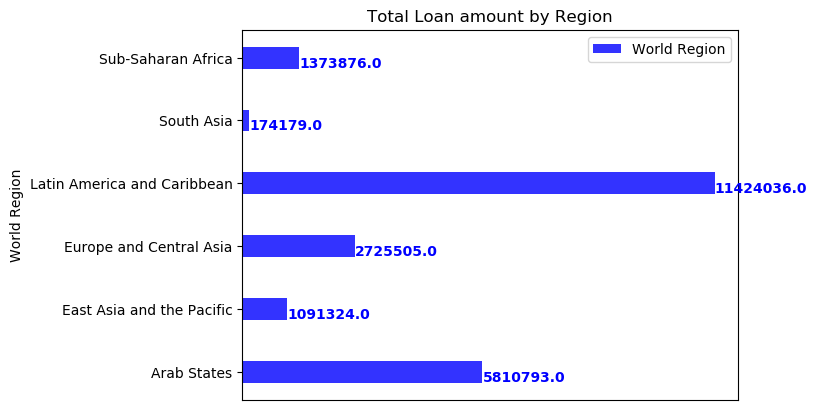 Total Loan amount by Region
World Region
Sub-Saharan Africa
1373876.0
South Asia
174179.0
Latin America and Caribbean
11424036.0
Europe and Central Asia
2725505.0
East Asia and the Pacific
1091324.0
Arab States
5810793.0
World Region